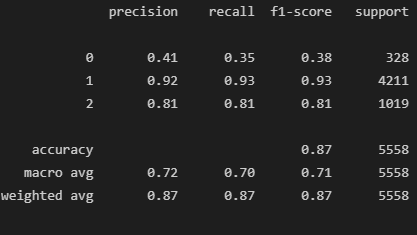 precision recall f1-score support
0 0.41 0.35 0.38 328
1 0.92 0.93 0.93 4211
2 0.81 0.81 0.81 1019
accuracy 0.87 5558
macro avg 0.72 0.70 0.71 5558
weighted avg 0.87 0.87 0.87 5558